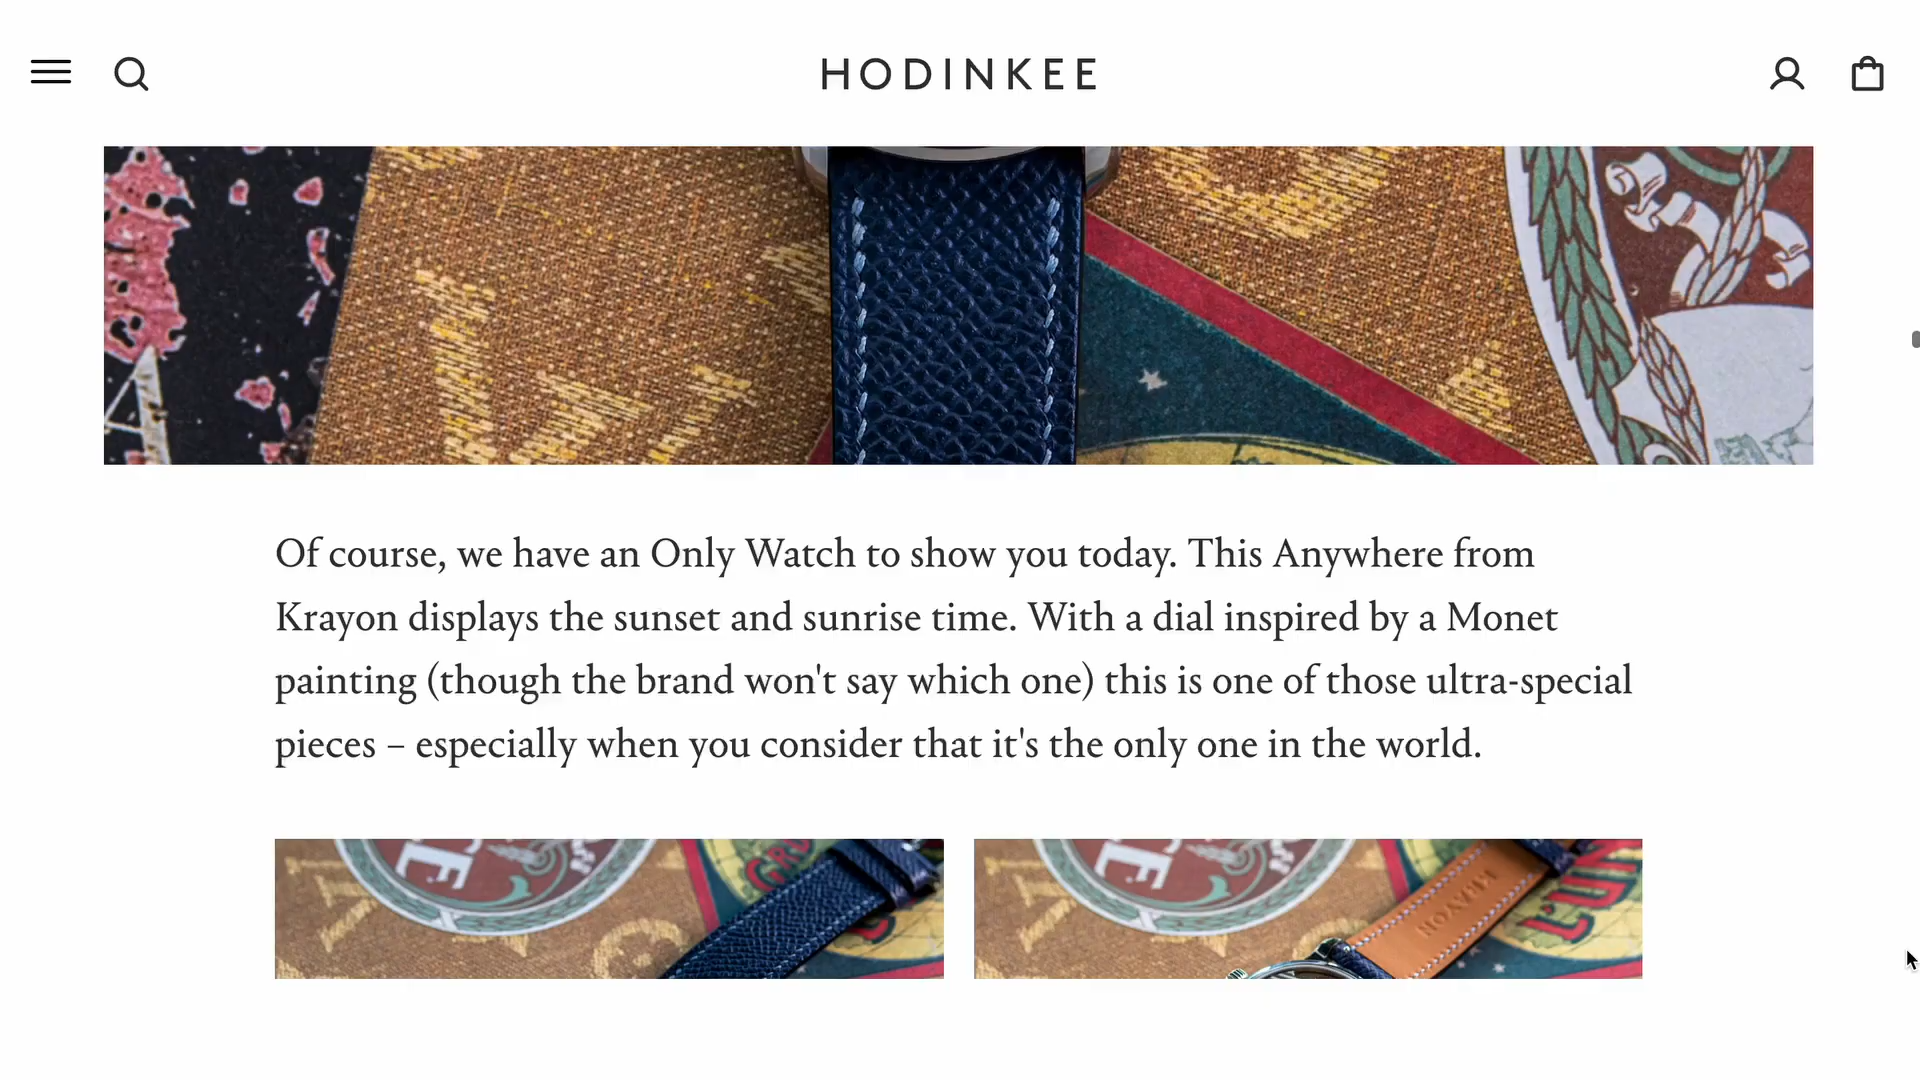 HODINKEE
Of course, we have an Only Watch to show you today. This Anywhere from
Krayon displays the sunset and sunrise time. With a dial inspired by a Monet
painting (though the brand won't say which one) this is one of those ultra-special
pieces – especially when you consider that it's the only one in the world.
KRAYON